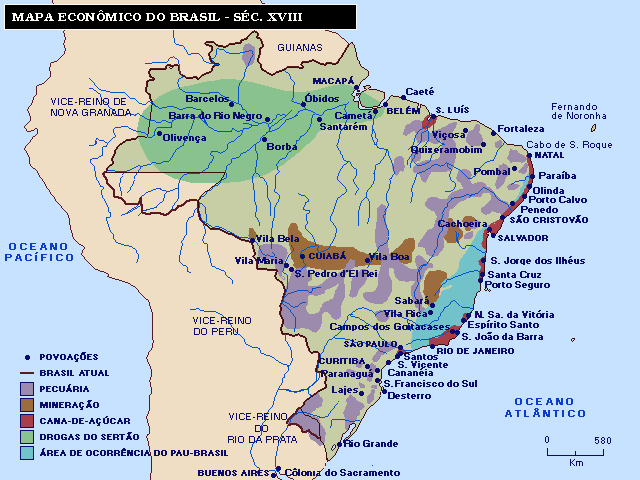 MAPA ECONÔMICO DO BRASIL - SÉC. XVIII
GUIANAS
MACAPÁ
VICE-REINO DE
NOVA GRANADA
Barcelos
Óbidos
Caeté
BELÉM
S. LUÍS
Fernando
de Noronha
Barra do Rio Negro
Cametá
Santarém
Olivença
Borba
Viçosa
Fortaleza
Quixeramobim
Cabo de S. Roque
NATAL
Pombal
Paraíba
Olinda
Porto Calvo
Penedo
SÃO CRISTOVÃO
Cachoeira
SALVADOR
OCEANO
PACÍFICO
Vila Bela
Vila Maria
CUIABÁ
Vila Boa
S. Pedro d'El Rei
S. Jorge dos Ilhéus
Santa Cruz
Porto Seguro
Sabará
Vila Rica
N. Sa. da Vitória
Espírito Santo
Campos dos Goitacases
S. João da Barra
VICE-REINO
DO PERU
SÃO PAULO
RIO DE JANEIRO
Santos
S. Vicente
CURITIBA
Cananéia
Paranaguá
S. Francisco do Sul
Lajes
Desterro
OCEANO
ATLÂNTICO
VICE-REINO
DO
RIO DA PRATA
Rio Grande
BUENOS AIRES
Côlonia do Sacramento
POVOAÇÕES
BRASIL ATUAL
PECUÁRIA
MINERAÇÃO
CANA-DE-AÇÚCAR
DROGAS DO SERTÃO
ÁREA DE OCORRÊNCIA DO PAU-BRASIL
0 580
Km